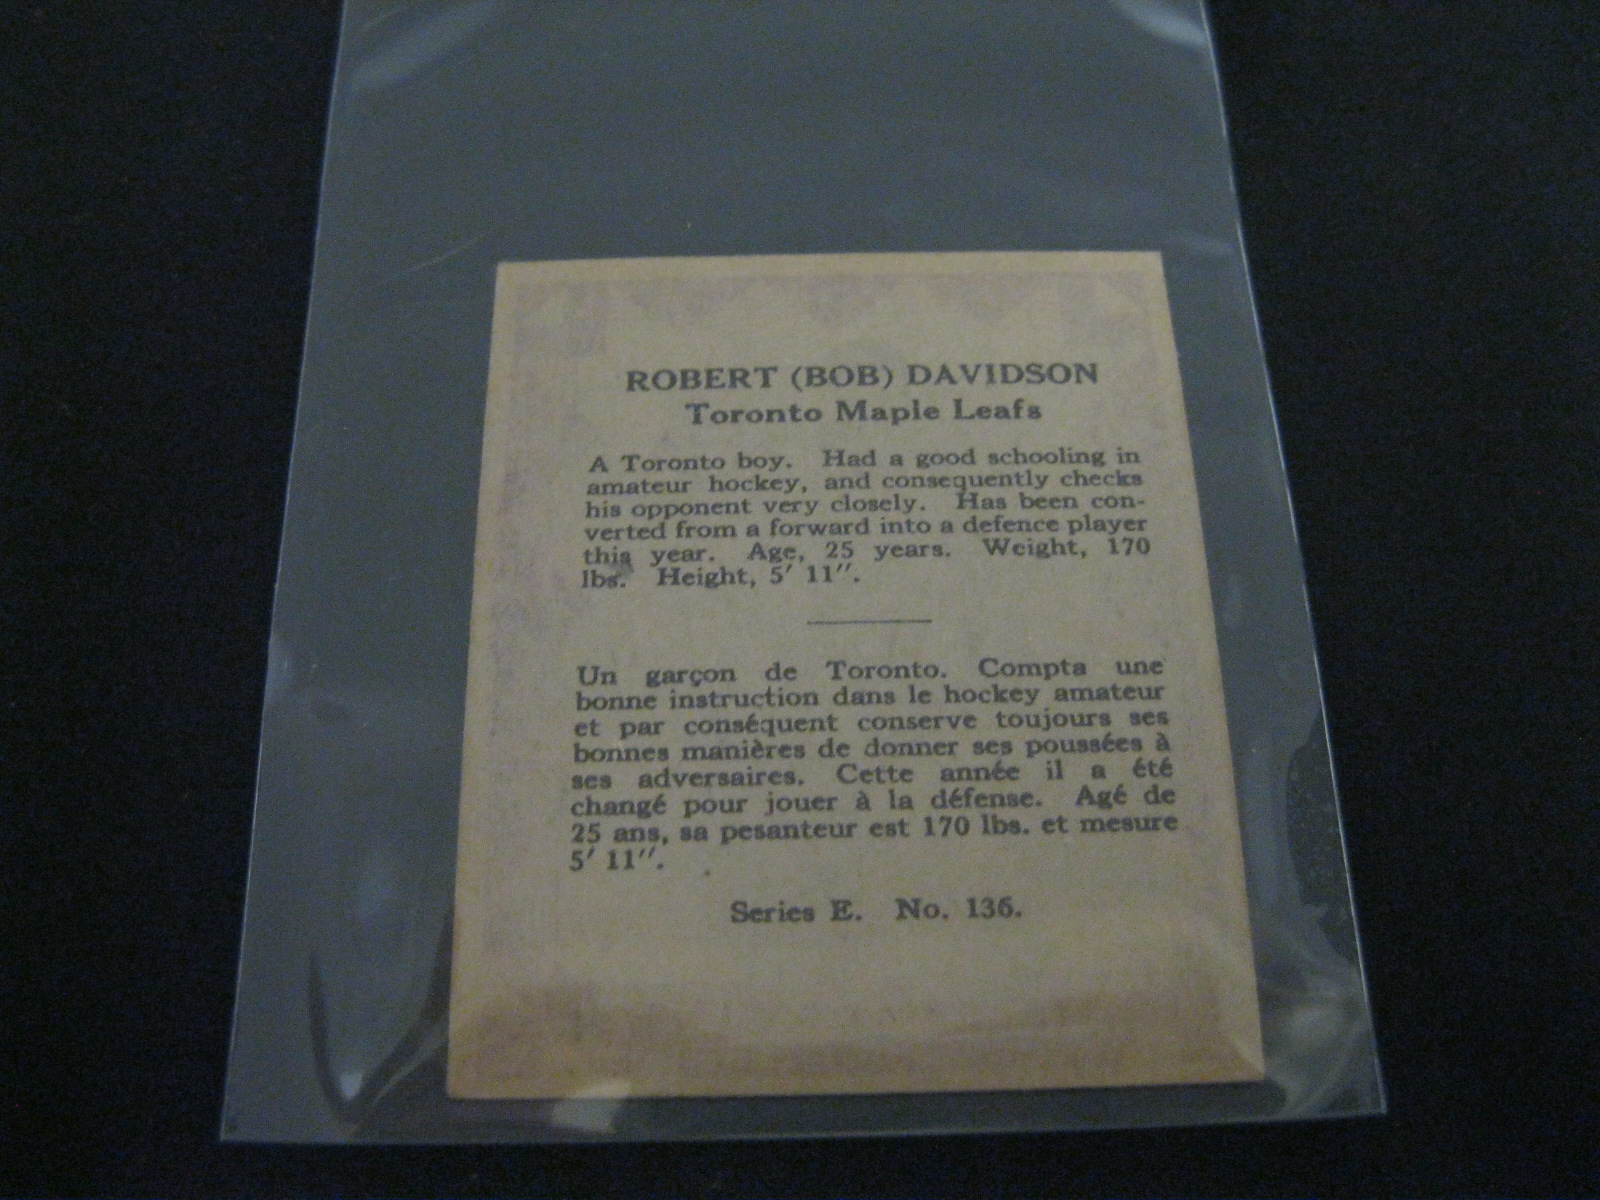 ROBERT (BOB) DAVIDSON
Toronto Maple Leafs
A Toronto boy. Had a good schooling in
amateur hockey, and consequently checks
his opponent very closely. Has been con-
verted from a forward into a defence player
this year. Age, 25 years. Weight, 170
lbs. Height, 5' 11".
Un garçon de Toronto. Compta une
bonne instruction dans le hockey amateur
et par conséquent conserve toujours ses
bonnes manières de donner ses poussées à
ses adversaires. Cette année il a été
changé pour jouer à la défense. Agé de
25 ans, sa pesanteur est 170 lbs. et mesure
5' 11".
Series E. No. 136.